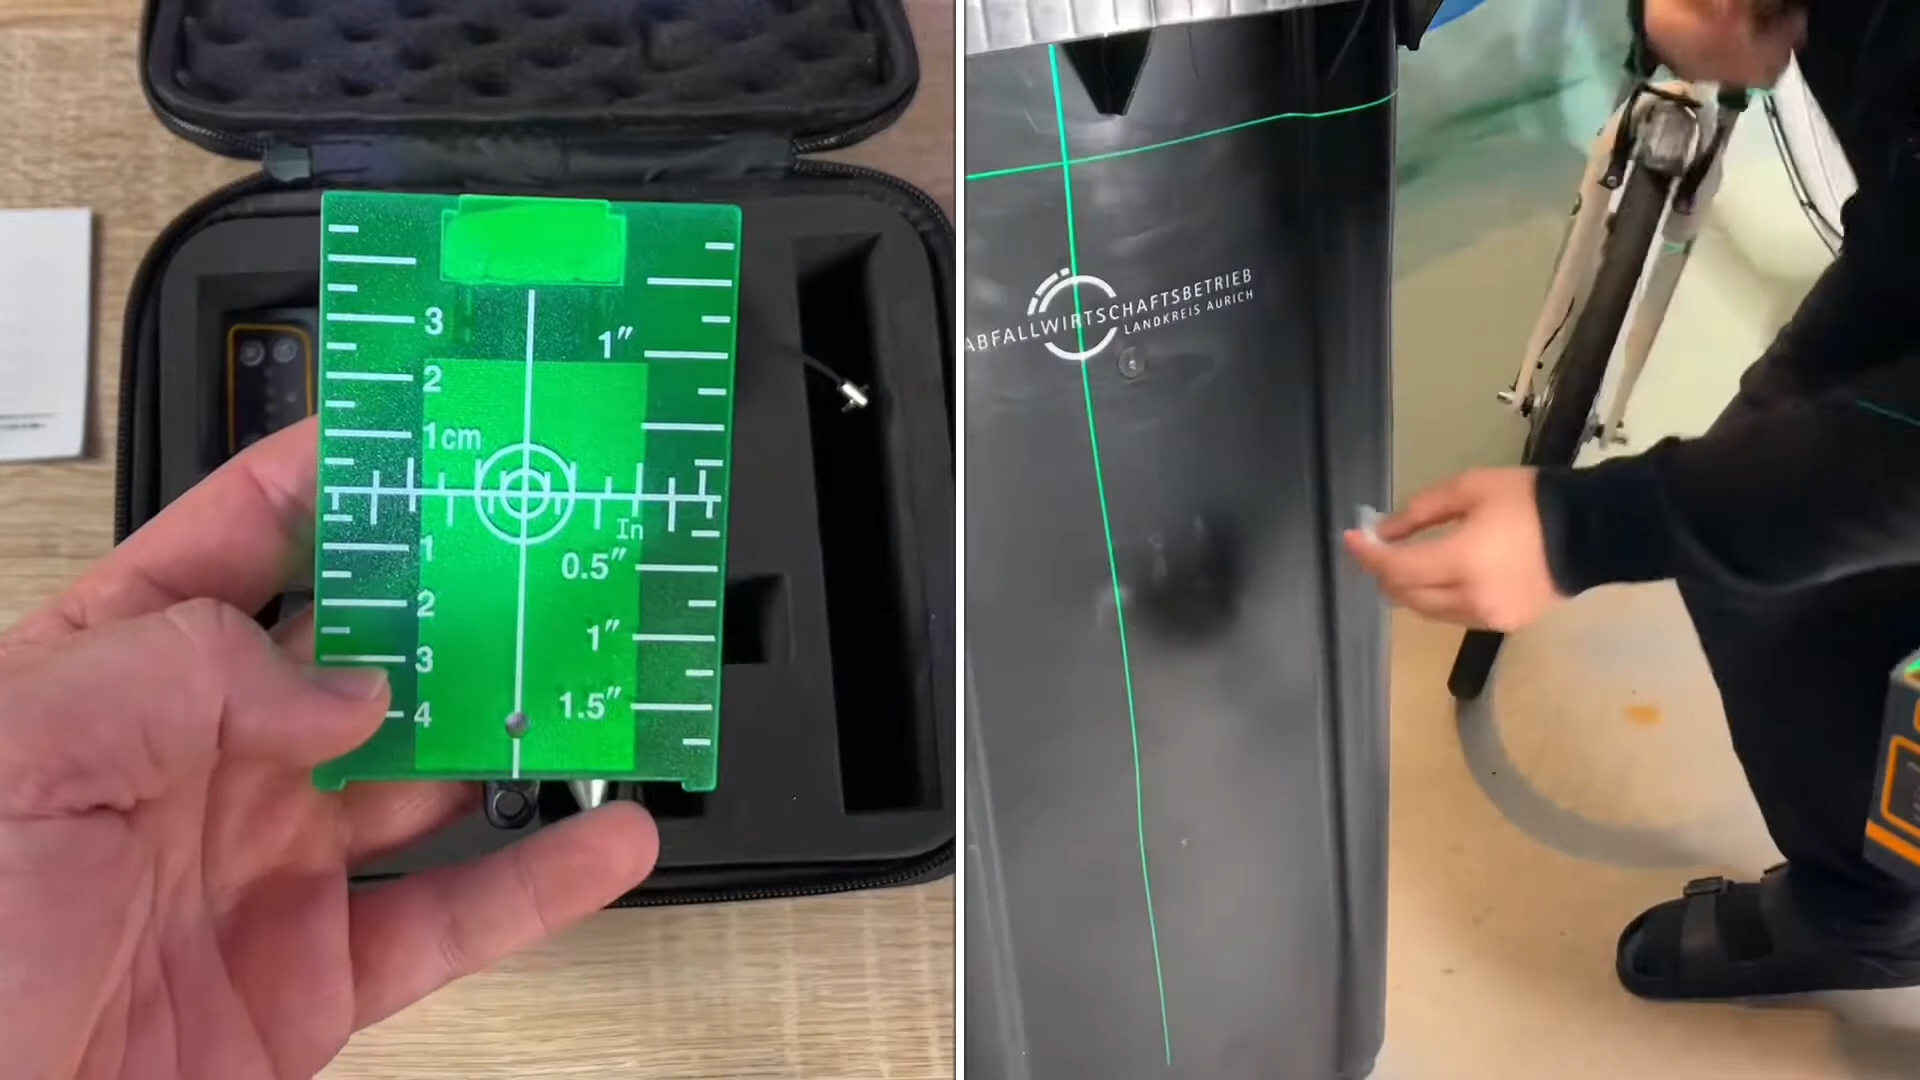 3
1"
2
1cm
In
0.5"
1
2
1"
3
1.5"
4
ABFALLWIRTSCHAFTSBETRIEB
LANDKREIS AURICH